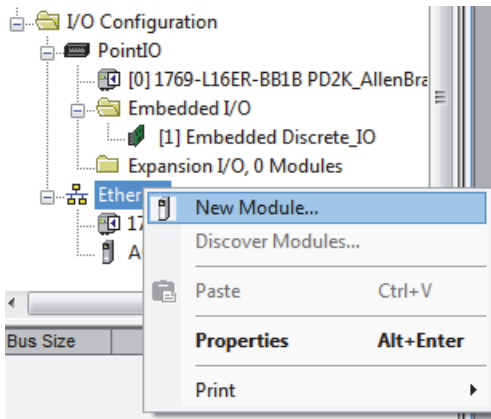 I/O Configuration
PointIO
[0] 1769-L16ER-BB1B PD2K_AllenBra
Embedded I/O
[1] Embedded Discrete_IO
Expansion I/O, 0 Modules
Ether
New Module...
17
Discover Modules...
A
Paste Ctrl+V
Bus Size
Properties Alt+Enter
Print